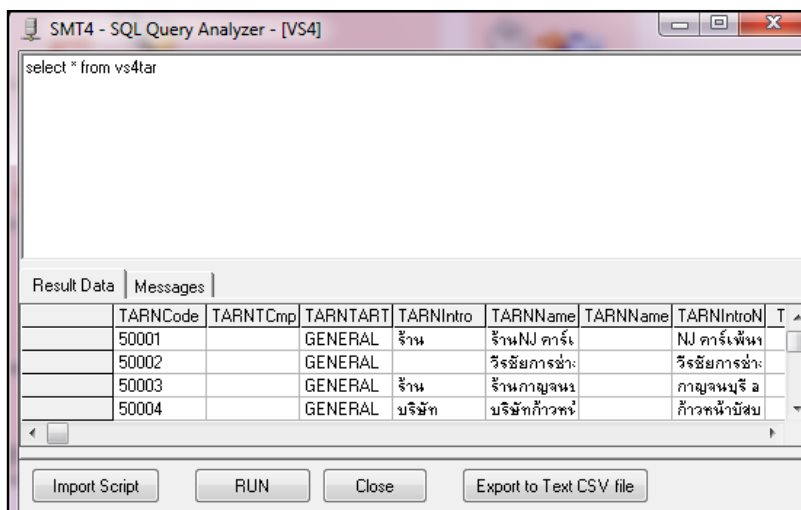 SMT4 - SQL Query Analyzer - [VS4]
select * from vs4tar
Result Data Messages
TARNCode TARNTCmp TARNTART TARNIntro TARNName TARNName TARNIntroN T
50001 GENERAL ร้าน ร้านNJ คาร์เ NJ คาร์เพ้นท
50002 GENERAL วีรชัยการช่าง วีรชัยการช่าง
50003 GENERAL ร้าน ร้านกาญจนบ กาญจนบุรี อ
50004 GENERAL บริษัท บริษัทก้าวหน้ ก้าวหน้ามัสบ
Import Script RUN Close Export to Text CSV file